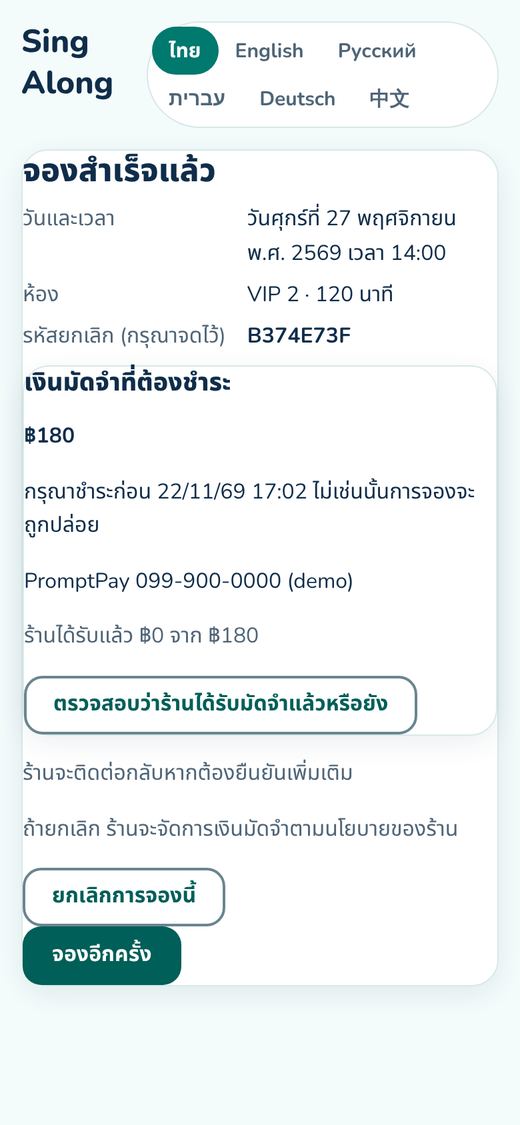 Sing
Along
ไทย English Русский
עברית Deutsch 中文
จองสำเร็จแล้ว
วันและเวลา วันศุกร์ที่ 27 พฤศจิกายน
พ.ศ. 2569 เวลา 14:00
ห้อง VIP 2 · 120 นาที
รหัสยกเลิก (กรุณาจดไว้) B374E73F
เงินมัดจำที่ต้องชำระ
฿180
กรุณาชำระก่อน 22/11/69 17:02 ไม่เช่นนั้นการจองจะ
ถูกปล่อย
PromptPay 099-900-0000 (demo)
ร้านได้รับแล้ว ฿0 จาก ฿180
ตรวจสอบว่าร้านได้รับมัดจำแล้วหรือยัง
ร้านจะติดต่อกลับหากต้องยืนยันเพิ่มเติม
ถ้ายกเลิก ร้านจะจัดการเงินมัดจำตามนโยบายของร้าน
ยกเลิกการจองนี้
จองอีกครั้ง